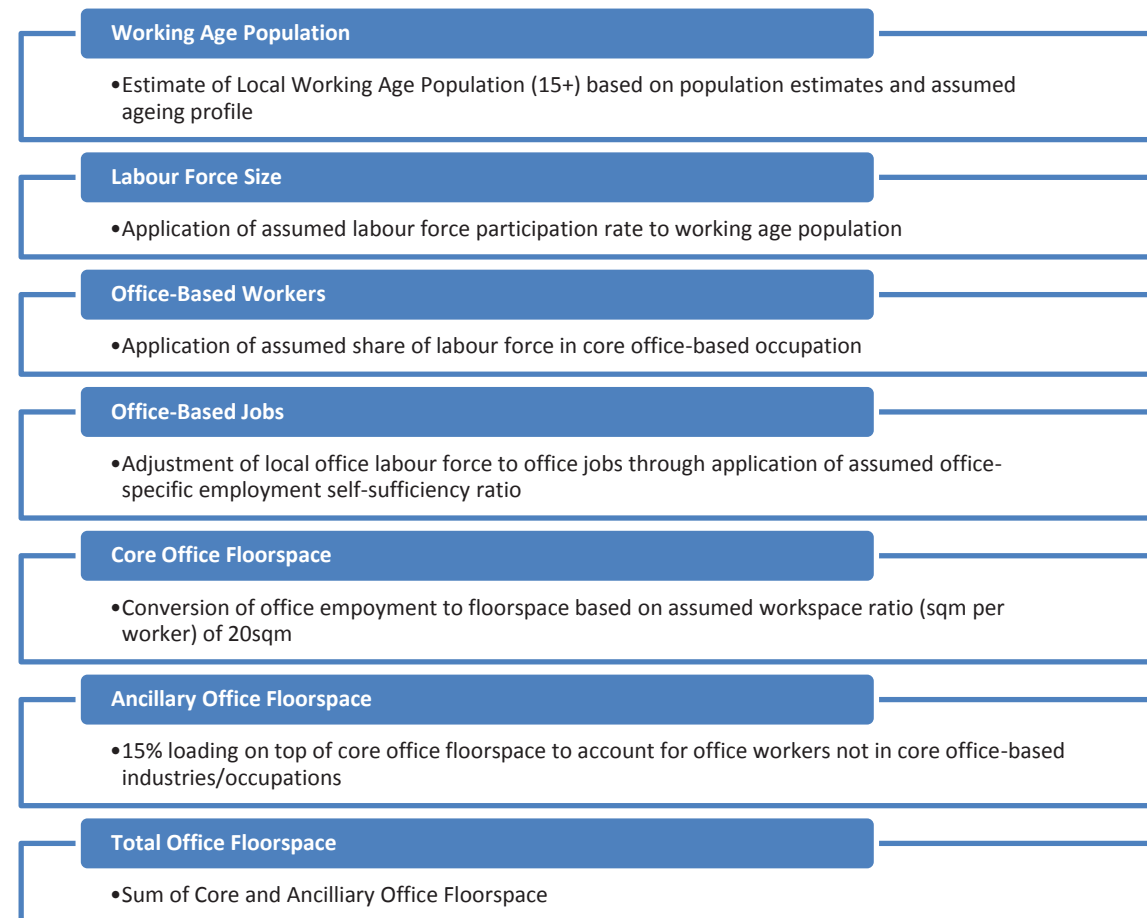 Working Age Population
•Estimate of Local Working Age Population (15+) based on population estimates and assumed
ageing profile
Labour Force Size
•Application of assumed labour force participation rate to working age population
Office-Based Workers
•Application of assumed share of labour force in core office-based occupation
Office-Based Jobs
•Adjustment of local office labour force to office jobs through application of assumed office-
specific employment self-sufficiency ratio
Core Office Floorspace
•Conversion of office empoyment to floorspace based on assumed workspace ratio (sqm per
worker) of 20sqm
Ancillary Office Floorspace
•15% loading on top of core office floorspace to account for office workers not in core office-based
industries/occupations
Total Office Floorspace
•Sum of Core and Ancilliary Office Floorspace